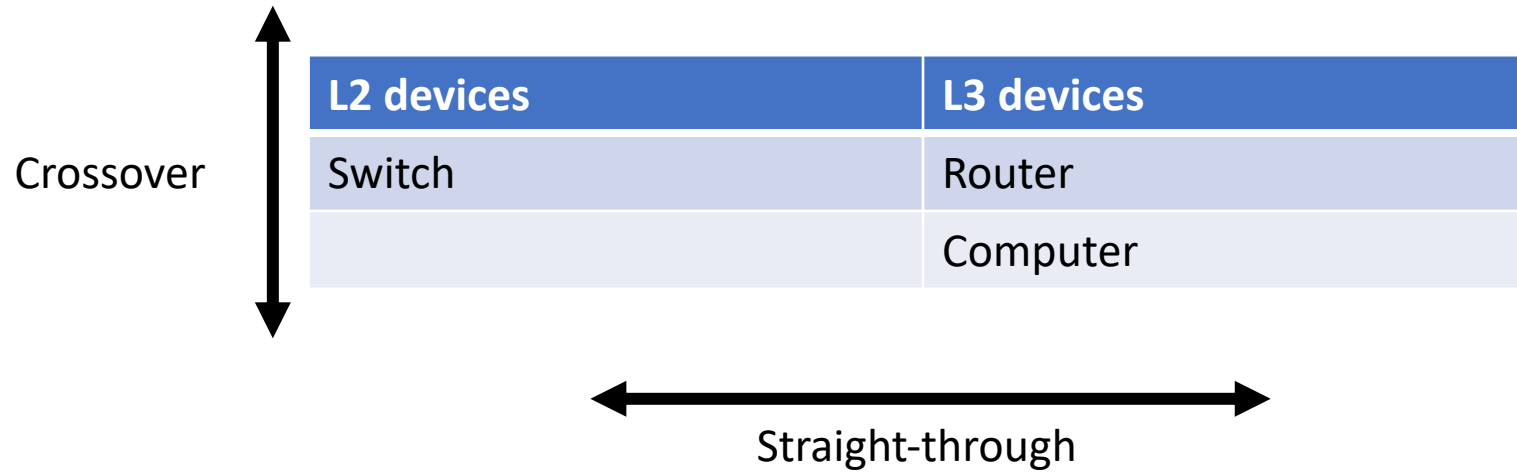 L2 devices
L3 devices
Crossover
Switch
Router
Computer
Straight-through